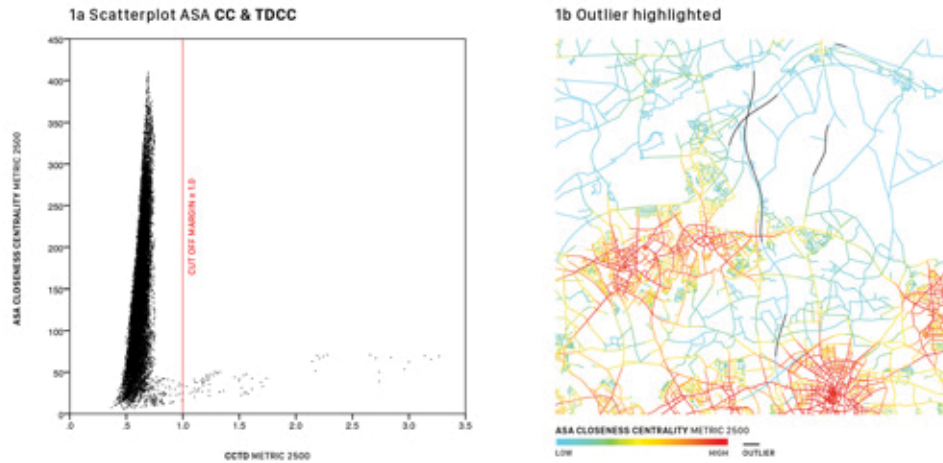 1a Scatterplot ASA CC & TDCC
1b Outlier highlighted
450
400
350
300
250
200
150
100
50
0
ASA CLOSENESS CENTRALITY METRIC 2500
CUT OFF MARGIN x 1.0
.0
0.5
1.0
1.5
2.0
2.5
3.0
3.5
CCTD METRIC 2500
ASA CLOSENESS CENTRALITY METRIC 2500
LOW HIGH OUTLIER